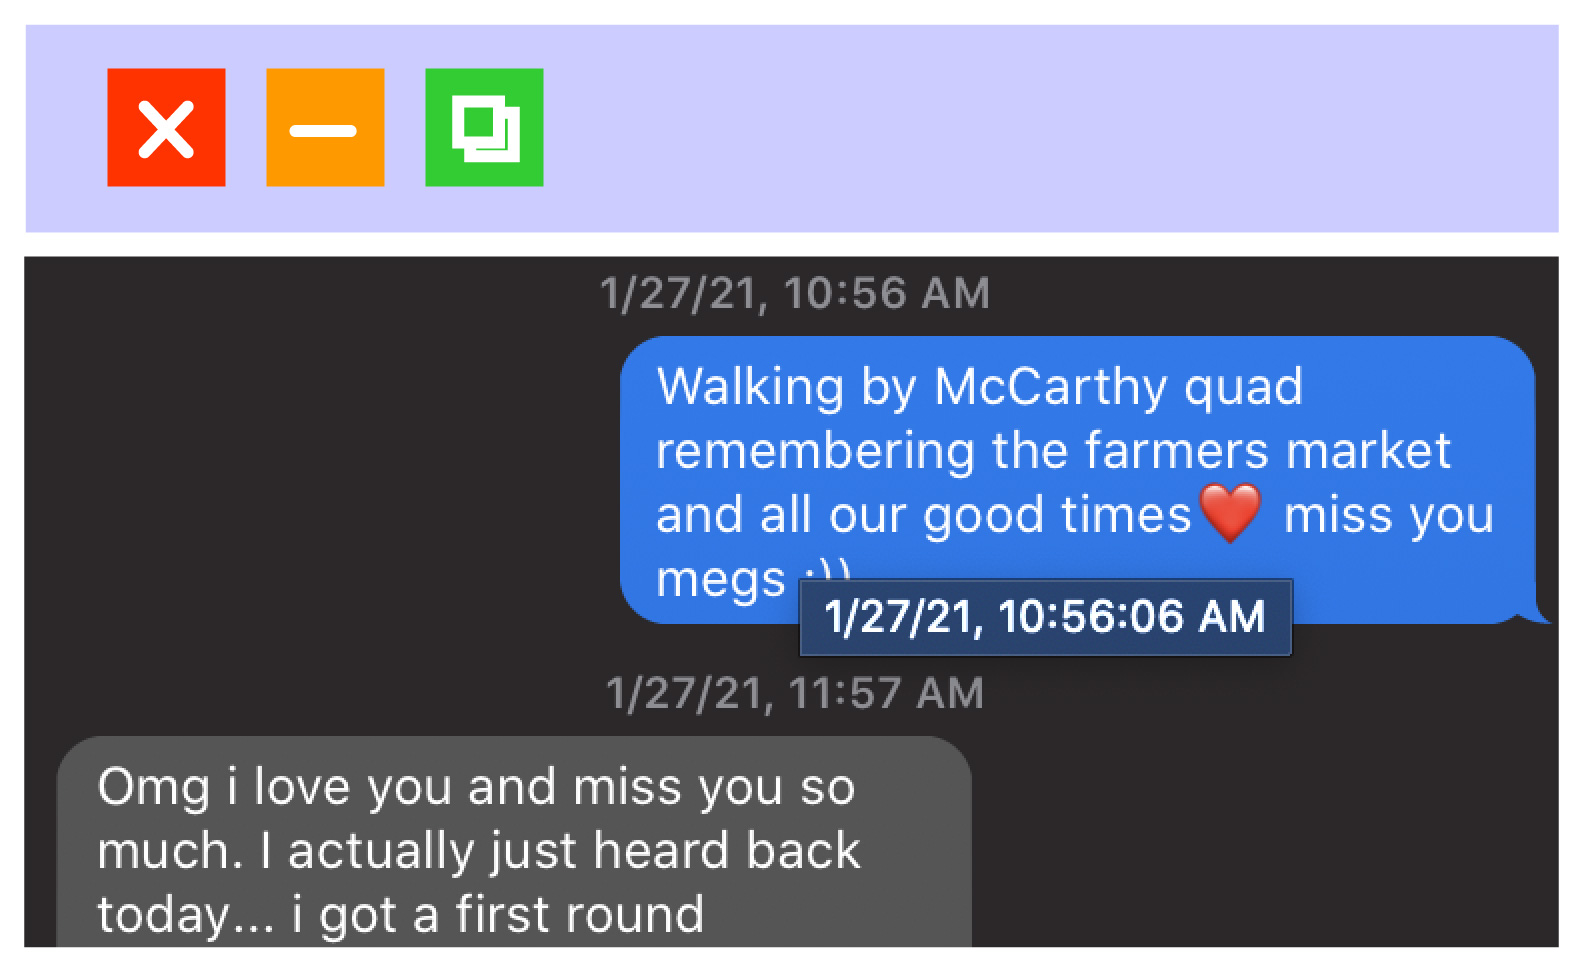 1/27/21, 10:56 AM
Walking by McCarthy quad
remembering the farmers market
and all our good times❤️ miss you
megs :))
1/27/21, 10:56:06 AM
1/27/21, 11:57 AM
Omg i love you and miss you so
much. I actually just heard back
today... i got a first round